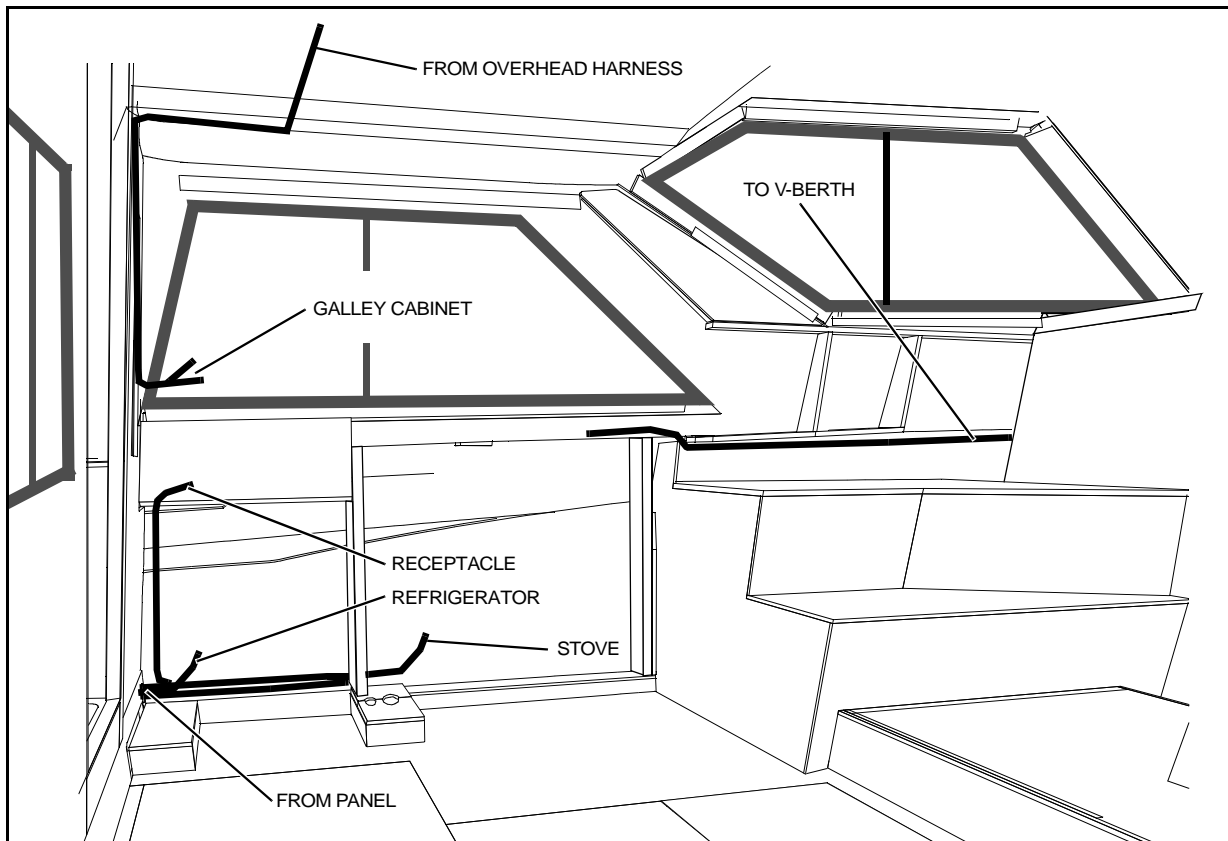 FROM OVERHEAD HARNESS
TO V-BERTH
GALLEY CABINET
RECEPTACLE
REFRIGERATOR
STOVE
FROM PANEL